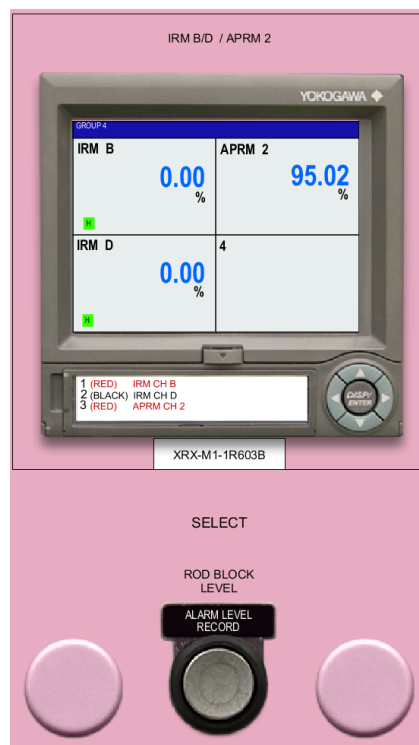 IRM B/D / APRM 2
YOKOGAWA
GROUP 4
IRM B
0.00
%
H
APRM 2
95.02
%
IRM D
0.00
%
H
4
1 (RED) IRM CH B
2 (BLACK) IRM CH D
3 (RED) APRM CH 2
DISP/
ENTER
XRX-M1-1R603B
SELECT
ROD BLOCK
LEVEL
ALARM LEVEL
RECORD